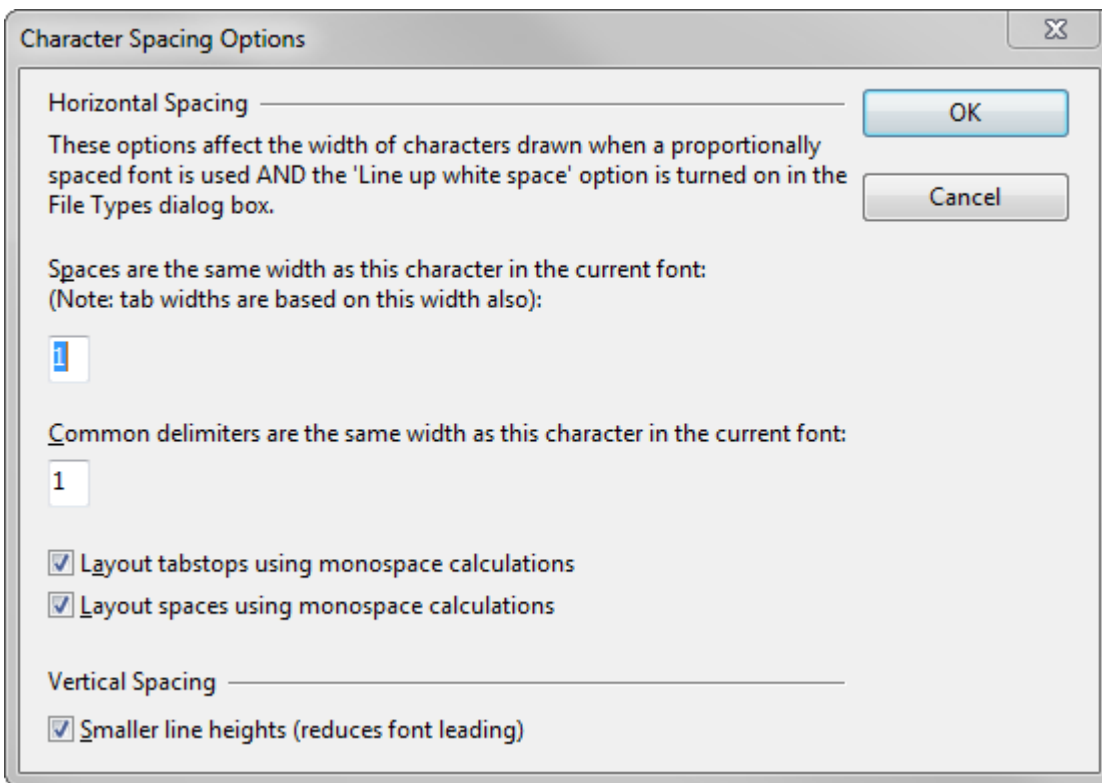 Character Spacing Options
Horizontal Spacing
OK
These options affect the width of characters drawn when a proportionally
spaced font is used AND the 'Line up white space' option is turned on in the
File Types dialog box.
Cancel
Spaces are the same width as this character in the current font:
(Note: tab widths are based on this width also):
1
Common delimiters are the same width as this character in the current font:
1
Layout tabstops using monospace calculations
Layout spaces using monospace calculations
Vertical Spacing
Smaller line heights (reduces font leading)